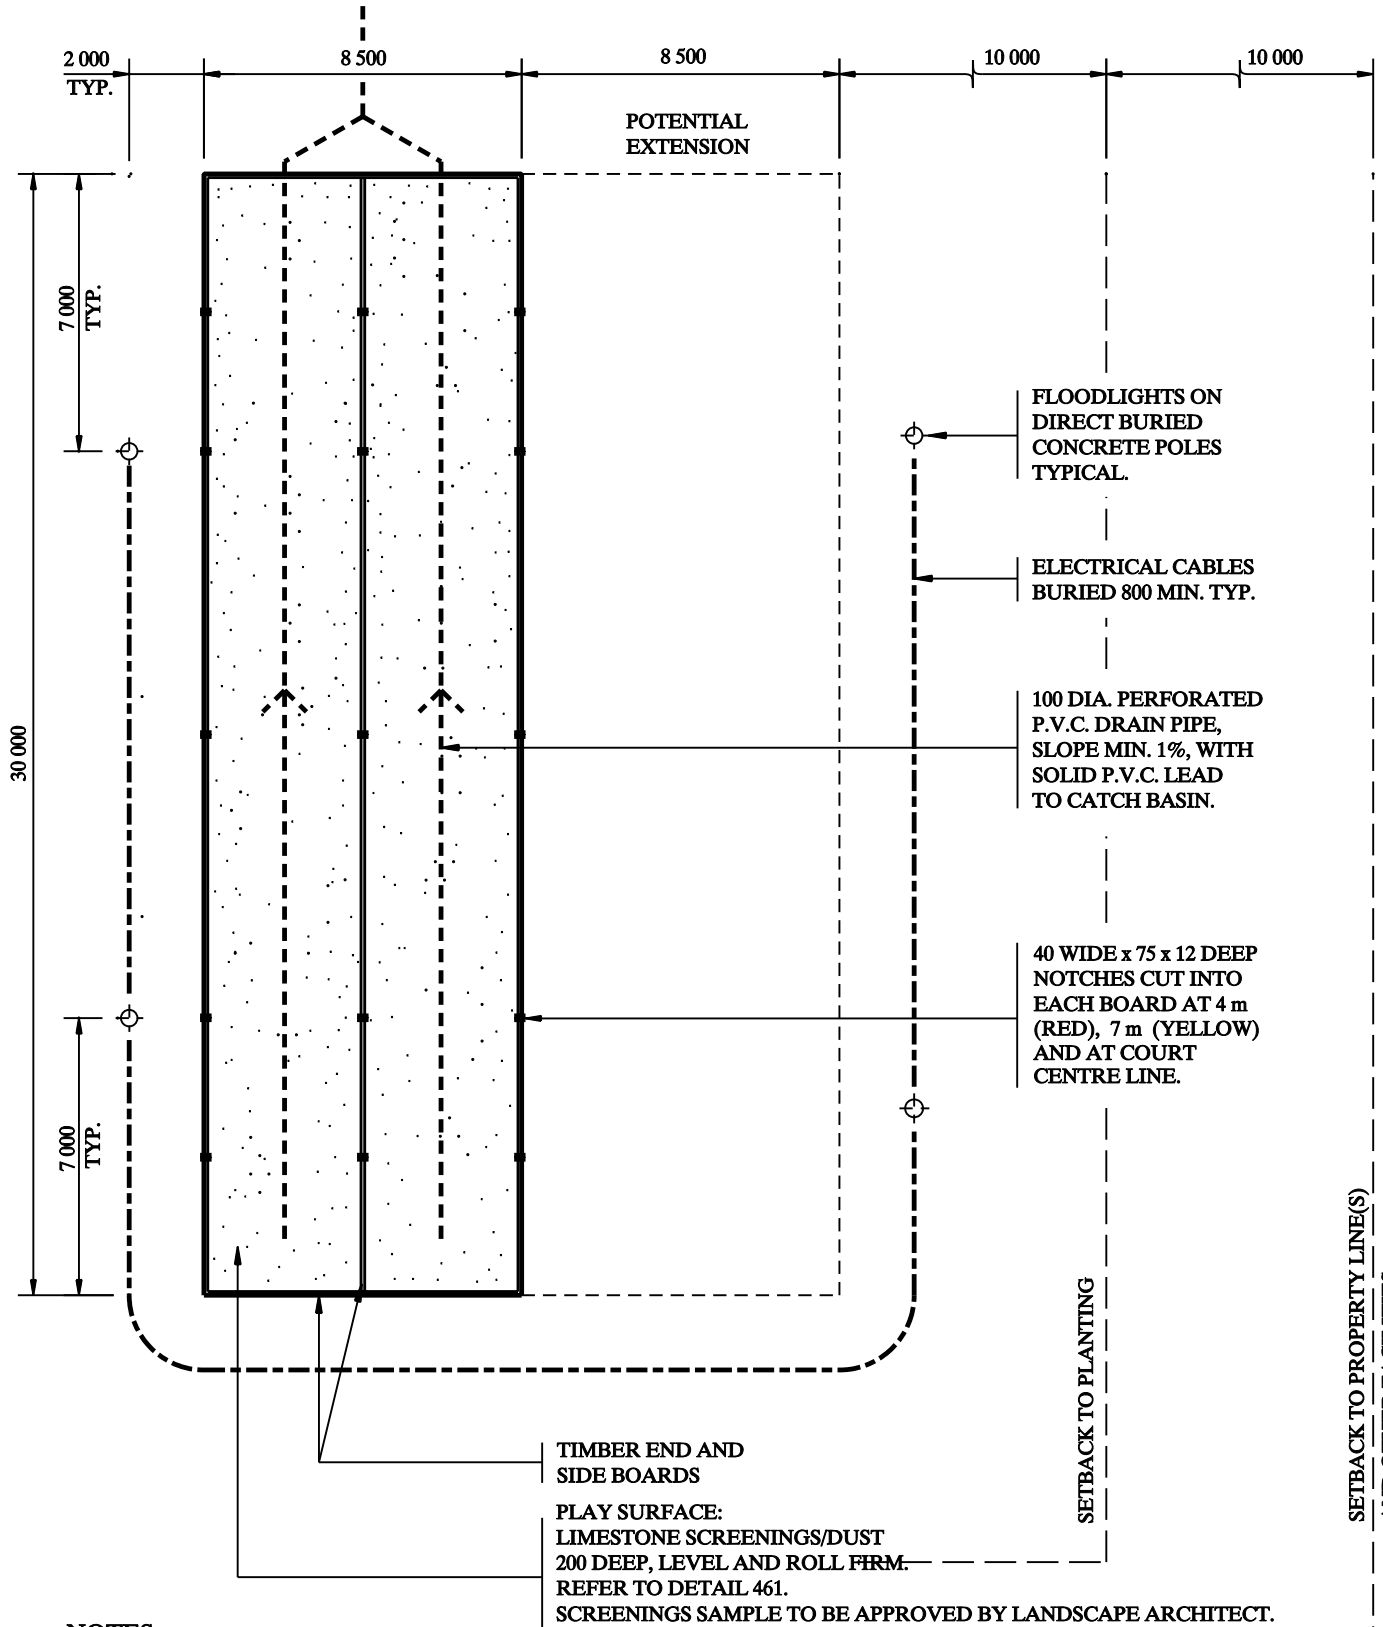 2 000
TYP.
8 500
8 500
10 000
10 000
POTENTIAL
EXTENSION
7 000
TYP.
30 000
7 000
TYP.
FLOODLIGHTS ON
DIRECT BURIED
CONCRETE POLES
TYPICAL.
ELECTRICAL CABLES
BURIED 800 MIN. TYP.
100 DIA. PERFORATED
P.V.C. DRAIN PIPE,
SLOPE MIN. 1%, WITH
SOLID P.V.C. LEAD
TO CATCH BASIN.
40 WIDE x 75 x 12 DEEP
NOTCHES CUT INTO
EACH BOARD AT 4 m
(RED), 7 m (YELLOW)
AND AT COURT
CENTRE LINE.
SETBACK TO PLANTING
SETBACK TO PROPERTY LINE(S)
TIMBER END AND
SIDE BOARDS
PLAY SURFACE:
LIMESTONE SCREENINGS/DUST
200 DEEP, LEVEL AND ROLL FIRM.
REFER TO DETAIL 461.
SCREENINGS SAMPLE TO BE APPROVED BY LANDSCAPE ARCHITECT.
NOTES